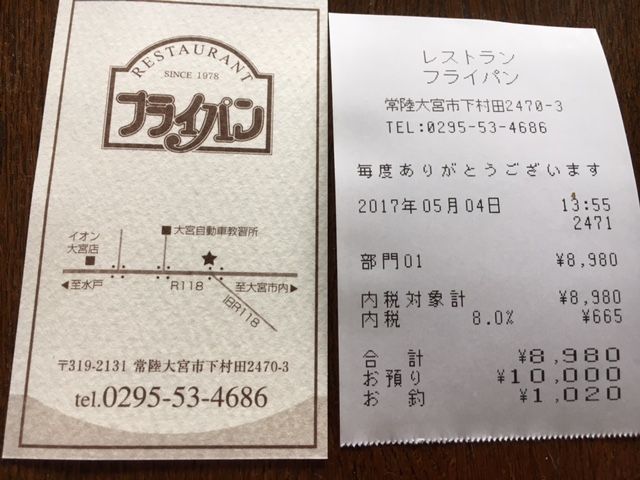 RESTAURANT
SINCE 1978
フライパン
イオン
大宮店
大宮自動車教習所
◀至水戸
R118
至大宮市内▶
旧R118
〒319-2131 常陸大宮市下村田2470-3
tel.0295-53-4686
レストラン
フライパン
常陸大宮市下村田2470-3
TEL:0295-53-4686
毎度ありがとうございます
2017年05月04日 13:55
2471
部門01 ¥8,980
内税対象計 ¥8,980
内税 8.0% ¥665
合 計 ¥8,980
お預り ¥10,000
お 釣 ¥1,020